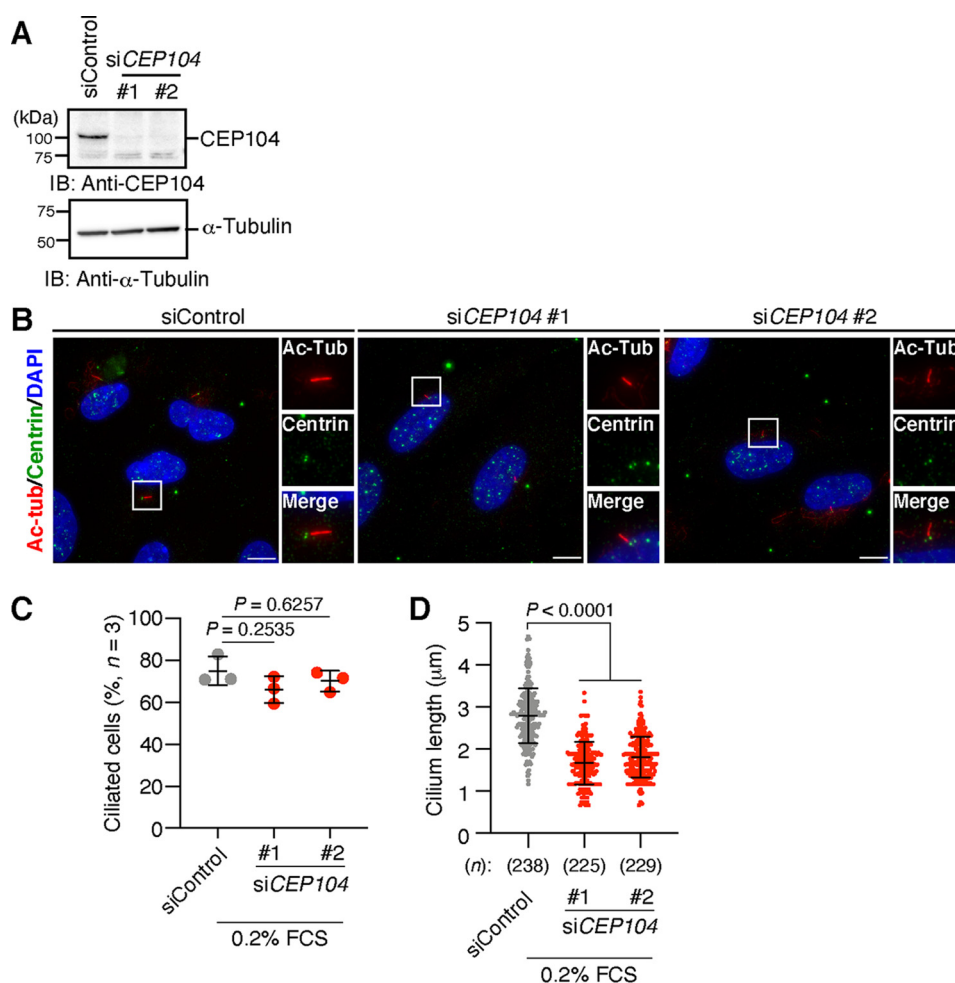 A
siControl
siCEP104
#1 #2
(kDa)
100
75
CEP104
IB: Anti-CEP104
75
50
α-Tubulin
IB: Anti-α-Tubulin
B
siControl
siCEP104 #1
siCEP104 #2
Ac-tub/Centrin/DAPI
Ac-Tub
Centrin
Merge
Ac-Tub
Centrin
Merge
Ac-Tub
Centrin
Merge
C
Ciliated cells (%, n = 3)
100
80
60
40
20
0
P = 0.6257
P = 0.2535
siControl
#1 #2
siCEP104
0.2% FCS
D
Cilium length (μm)
5
4
3
2
1
0
P < 0.0001
(n): (238) (225) (229)
siControl
#1 #2
siCEP104
0.2% FCS